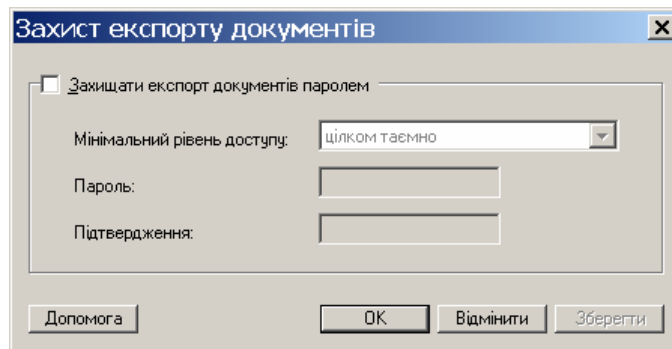 Захист експорту документів
Захищати експорт документів паролем
Мінімальний рівень доступу: цілком таємно
Пароль:
Підтвердження:
Допомога OK Відмінити Зберегти